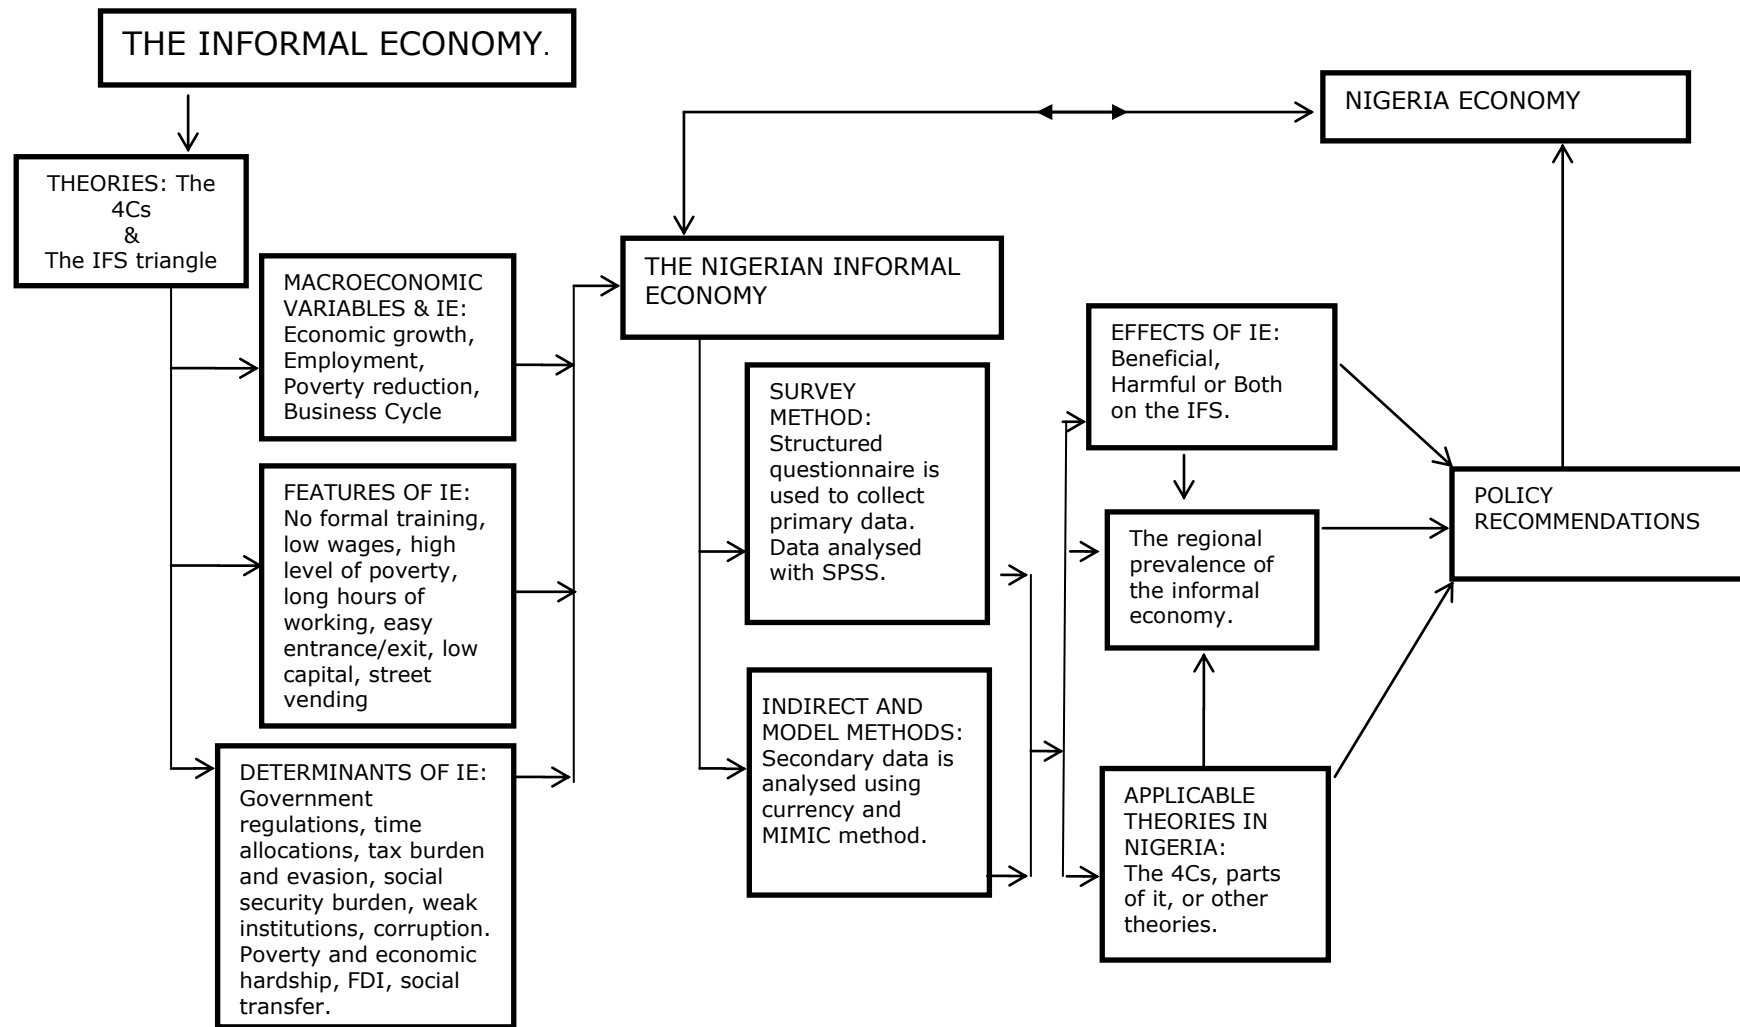 THE INFORMAL ECONOMY.
NIGERIA ECONOMY
THEORIES: The
4Cs
&
The IFS triangle
MACROECONOMIC
VARIABLES & IE:
Economic growth,
Employment,
Poverty reduction,
Business Cycle
FEATURES OF IE:
No formal training,
low wages, high
level of poverty,
long hours of
working, easy
entrance/exit, low
capital, street
vending
DETERMINANTS OF IE:
Government
regulations, time
allocations, tax burden
and evasion, social
security burden, weak
institutions, corruption.
Poverty and economic
hardship, FDI, social
transfer.
THE NIGERIAN INFORMAL
ECONOMY
SURVEY
METHOD:
Structured
questionnaire is
used to collect
primary data.
Data analysed
with SPSS.
INDIRECT AND
MODEL METHODS:
Secondary data is
analysed using
currency and
MIMIC method.
EFFECTS OF IE:
Beneficial,
Harmful or Both
on the IFS.
The regional
prevalence of
the informal
economy.
APPLICABLE
THEORIES IN
NIGERIA:
The 4Cs, parts
of it, or other
theories.
POLICY
RECOMMENDATIONS